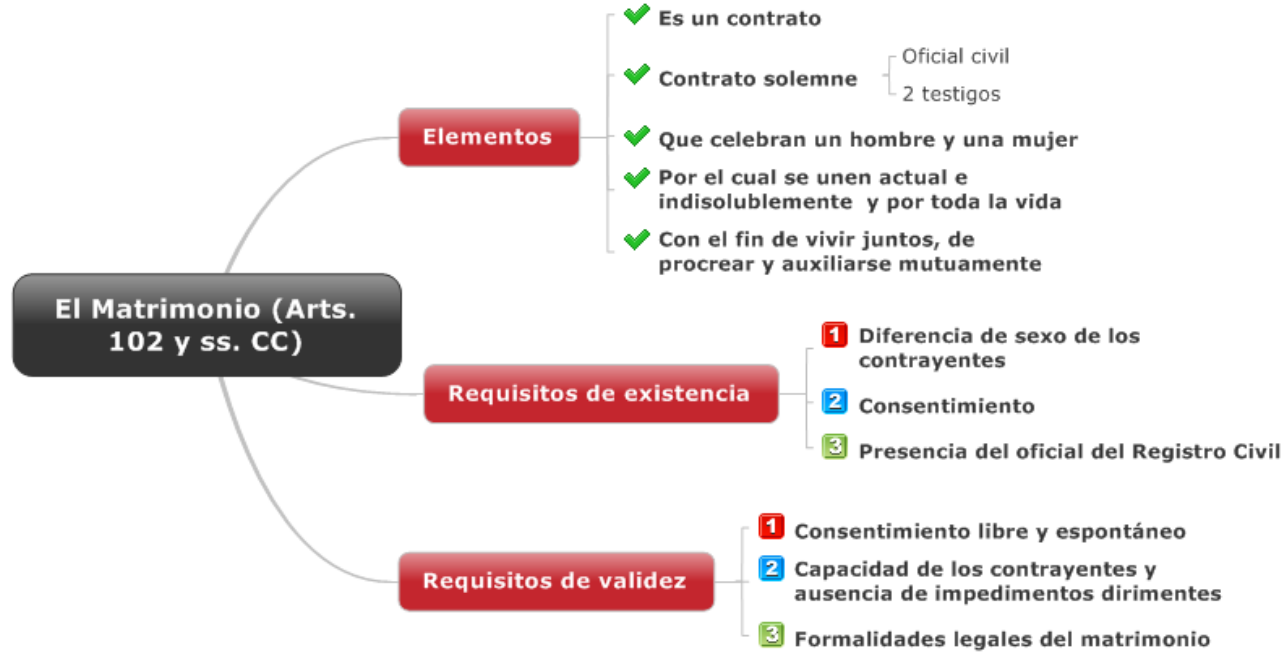 El Matrimonio (Arts.
102 y ss. CC)
Elementos
Es un contrato
Contrato solemne
Oficial civil
2 testigos
Que celebran un hombre y una mujer
Por el cual se unen actual e
indisolublemente y por toda la vida
Con el fin de vivir juntos, de
procrear y auxiliarse mutuamente
Requisitos de existencia
1 Diferencia de sexo de los
contrayentes
2 Consentimiento
3 Presencia del oficial del Registro Civil
Requisitos de validez
1 Consentimiento libre y espontáneo
2 Capacidad de los contrayentes y
ausencia de impedimentos dirimentes
3 Formalidades legales del matrimonio